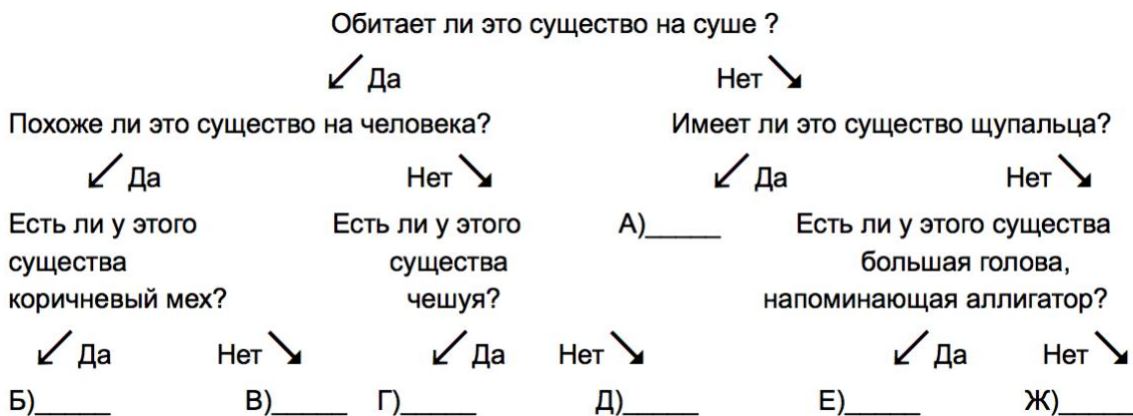 Обитает ли это существо на суше ?
Да Нет
Похоже ли это существо на человека? Имеет ли это существо щупальца?
Да Нет Да Нет
Есть ли у этого Есть ли у этого А)_____ Есть ли у этого существа
существа существа большая голова,
коричневый мех? чешуя? напоминающая аллигатор?
Да Нет Да Нет Да Нет
Б)_____ В)_____ Г)_____ Д)_____ Е)_____ Ж)_____